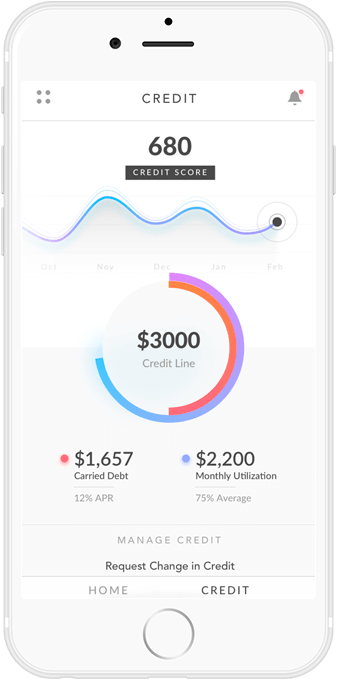 CREDIT
680
CREDIT SCORE
Oct Nov Dec Jan Feb
$3000
Credit Line
$1,657 $2,200
Carried Debt Monthly Utilization
12% APR 75% Average
MANAGE CREDIT
Request Change in Credit
HOME CREDIT